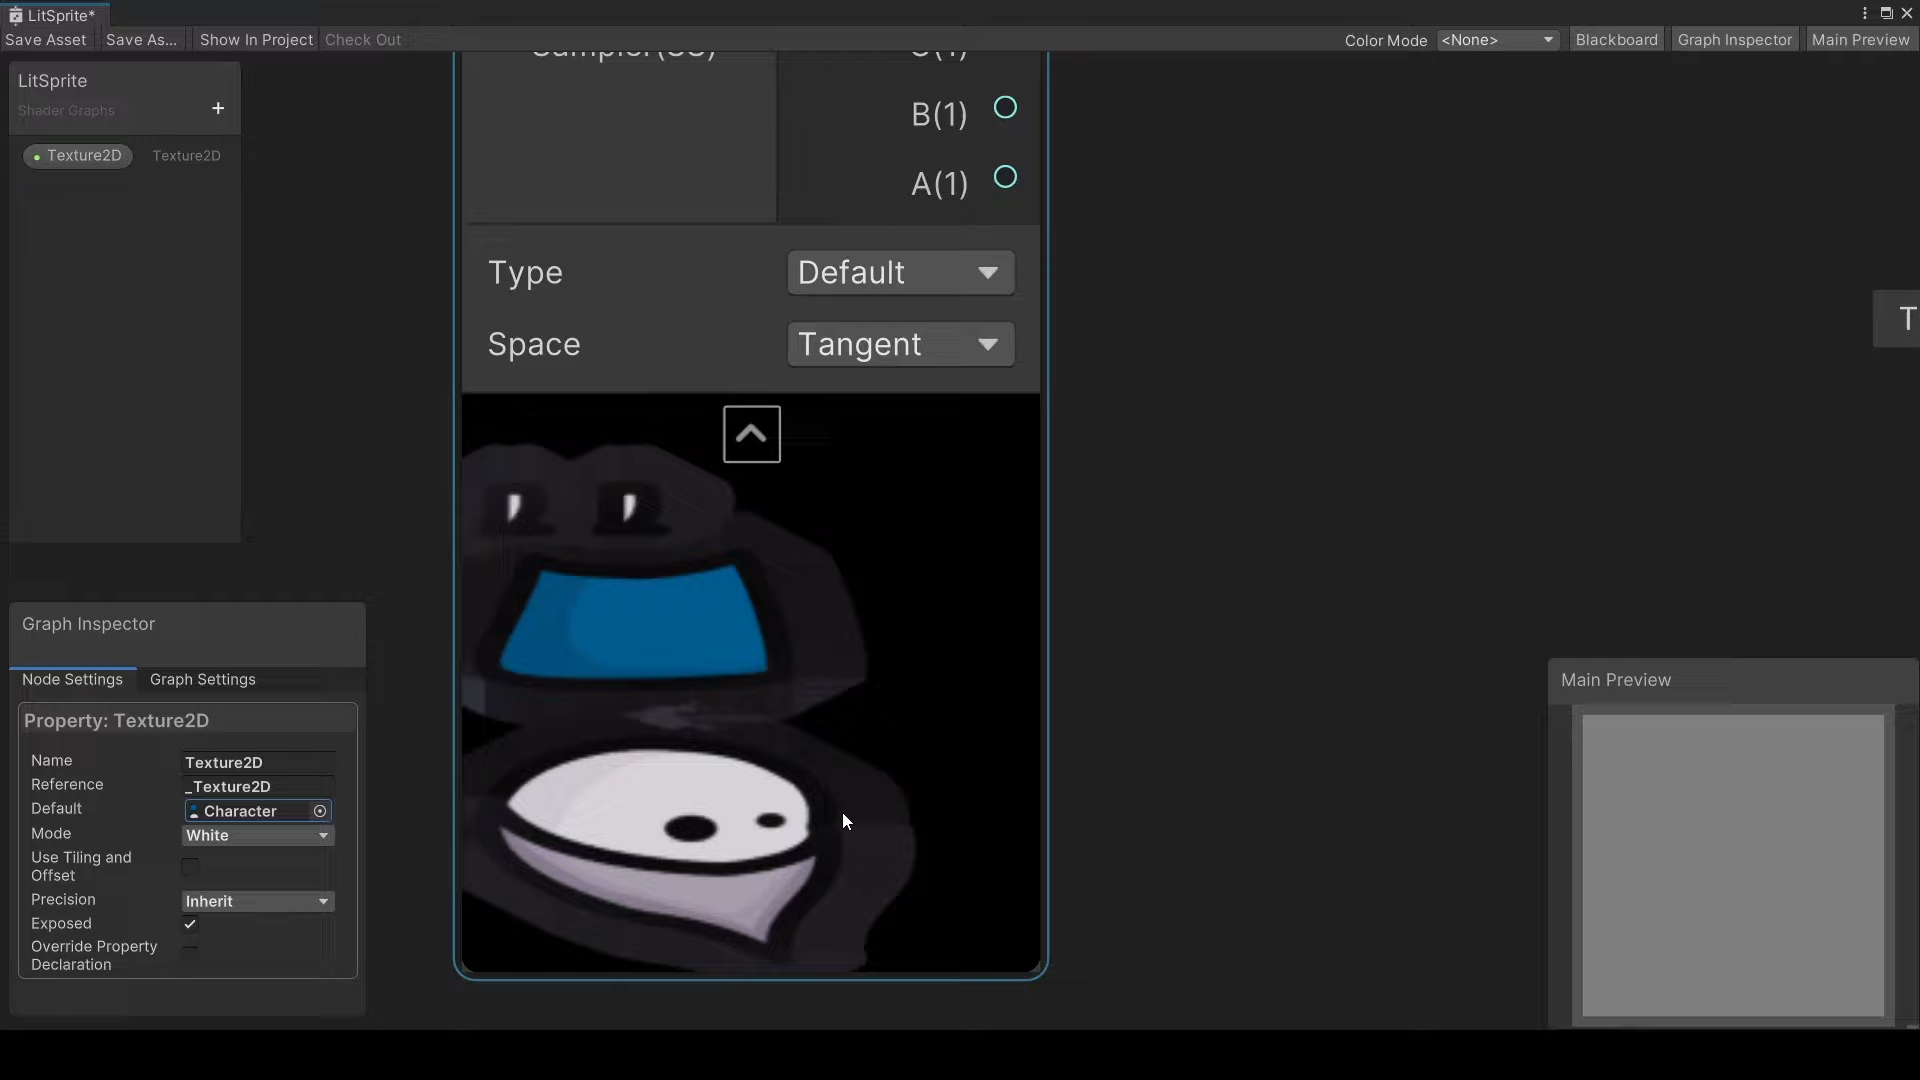 LitSprite*
Save Asset Save As... Show In Project Check Out Color Mode <None> Blackboard Graph Inspector Main Preview
LitSprite
Shader Graphs
+
Texture2D Texture2D
B(1)
A(1)
Type Default
Space Tangent
T
Graph Inspector
Node Settings Graph Settings
Property: Texture2D
Name Texture2D
Reference _Texture2D
Default Character
Mode White
Use Tiling and
Offset
Precision Inherit
Exposed
Override Property
Declaration
Main Preview